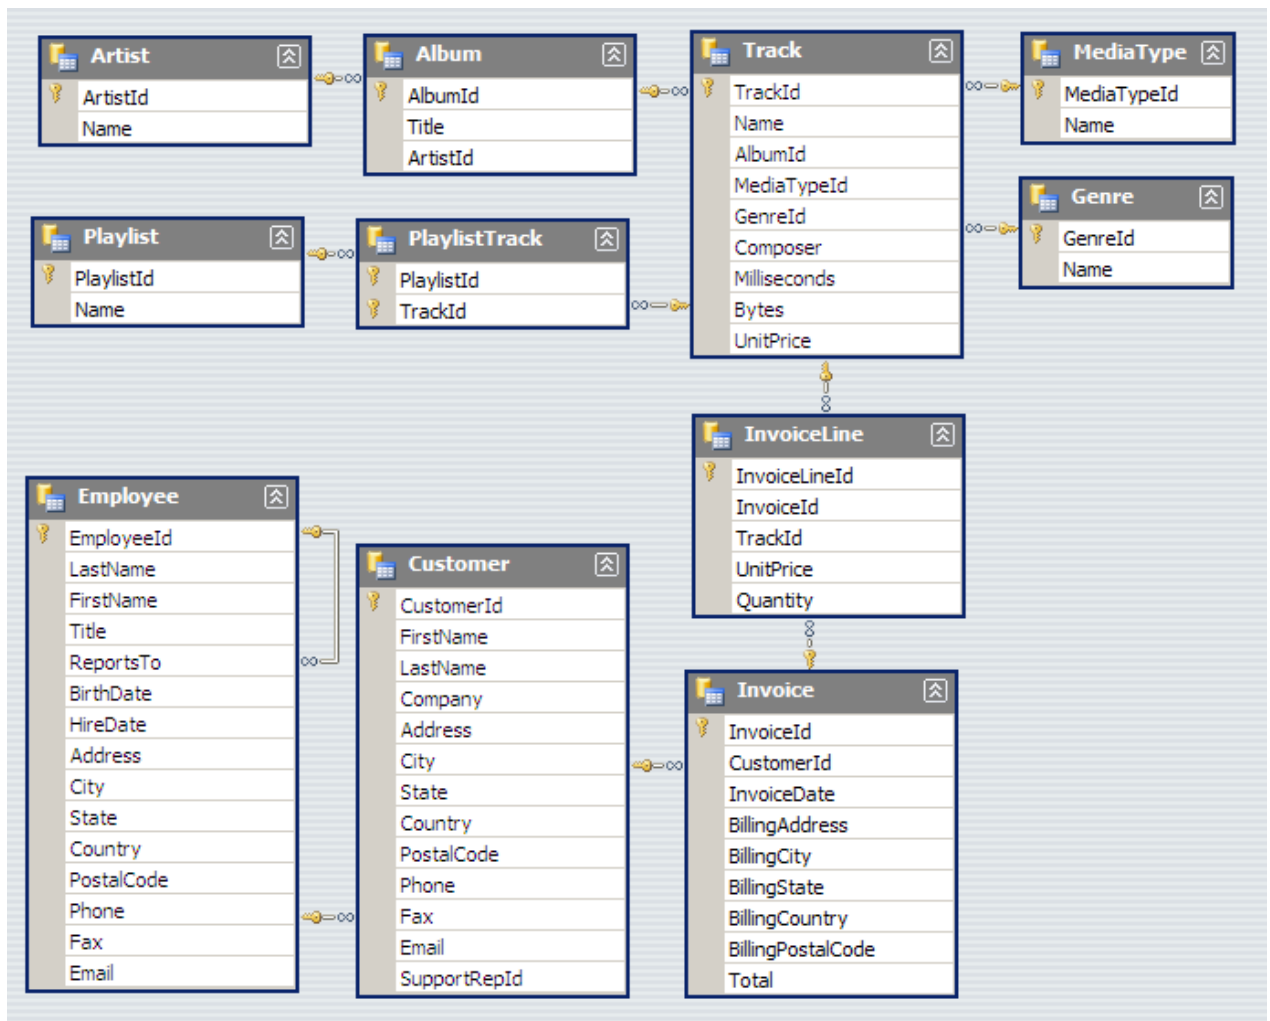 Artist
ArtistId
Name
Album
AlbumId
Title
ArtistId
Track
TrackId
Name
AlbumId
MediaTypeId
GenreId
Composer
Milliseconds
Bytes
UnitPrice
MediaType
MediaTypeId
Name
Genre
GenreId
Name
Playlist
PlaylistId
Name
PlaylistTrack
PlaylistId
TrackId
InvoiceLine
InvoiceLineId
InvoiceId
TrackId
UnitPrice
Quantity
Employee
EmployeeId
LastName
FirstName
Title
ReportsTo
BirthDate
HireDate
Address
City
State
Country
PostalCode
Phone
Fax
Email
Customer
CustomerId
FirstName
LastName
Company
Address
City
State
Country
PostalCode
Phone
Fax
Email
SupportRepId
Invoice
InvoiceId
CustomerId
InvoiceDate
BillingAddress
BillingCity
BillingState
BillingCountry
BillingPostalCode
Total